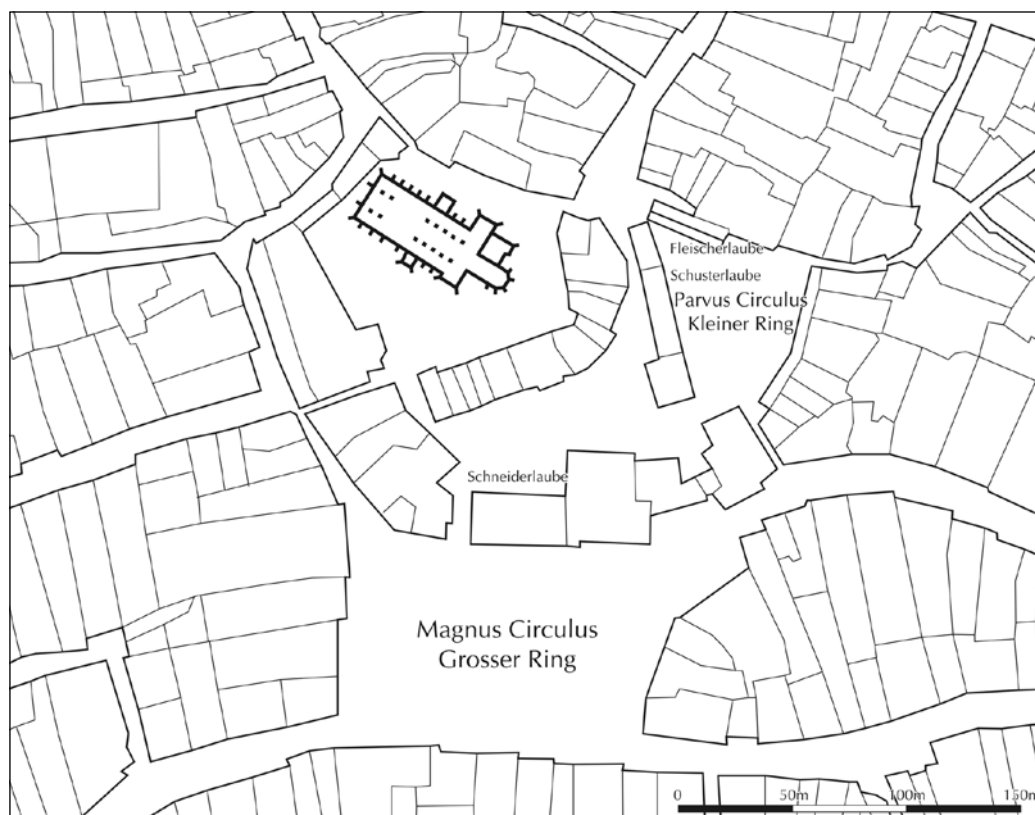 Fleischerlaube
Schusterlaube
Parvus Circulus
Kleiner Ring
Schneiderlaube
Magnus Circulus
Grosser Ring
0 50m 100m 150m